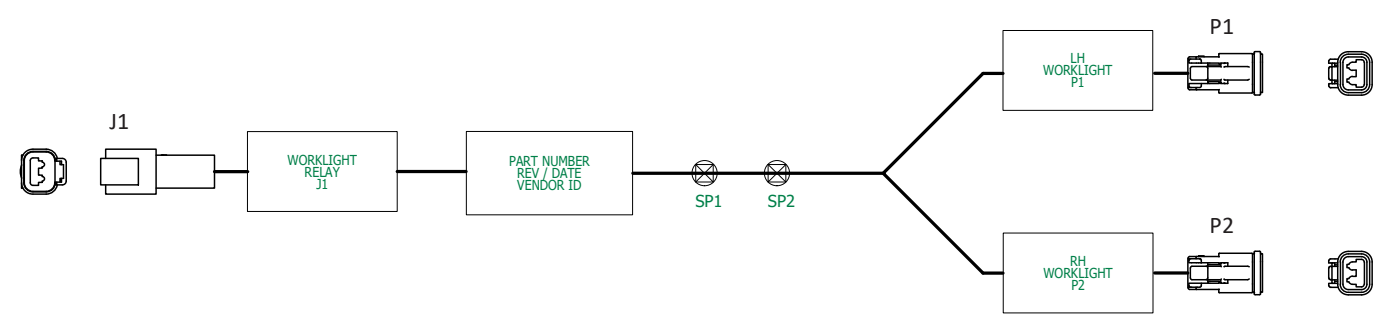 P1
LH
WORKLIGHT
P1
J1
WORKLIGHT
RELAY
J1
PART NUMBER
REV / DATE
VENDOR ID
SP1
SP2
P2
RH
WORKLIGHT
P2